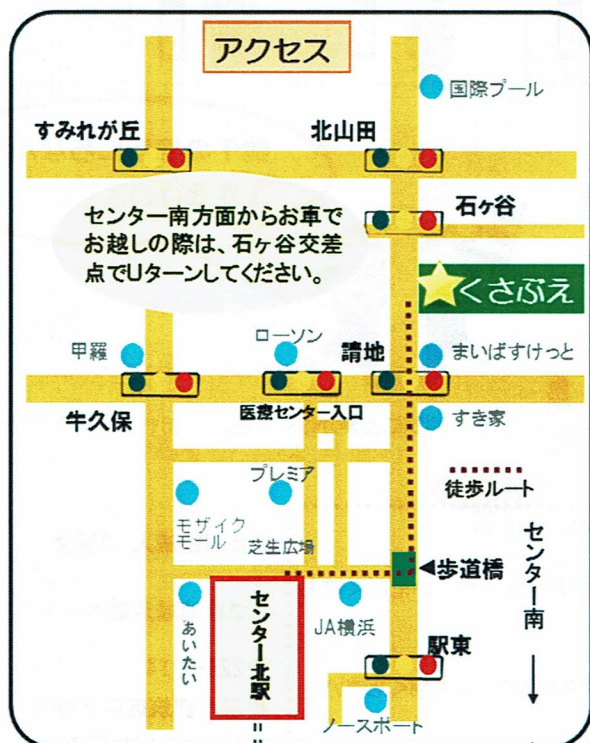 アクセス
国際プール
すみれが丘
北山田
石ヶ谷
センター南方面からお車で
お越しの際は、石ヶ谷交差
点でUターンしてください。
くさぶえ
甲羅
ローソン
請地
まいばすけっと
牛久保
医療センター入口
すき家
プレミア
徒歩ルート
モザイク
モール
芝生広場
センター南
歩道橋
あいたい
センター北駅
JA横浜
駅東
ノースポート